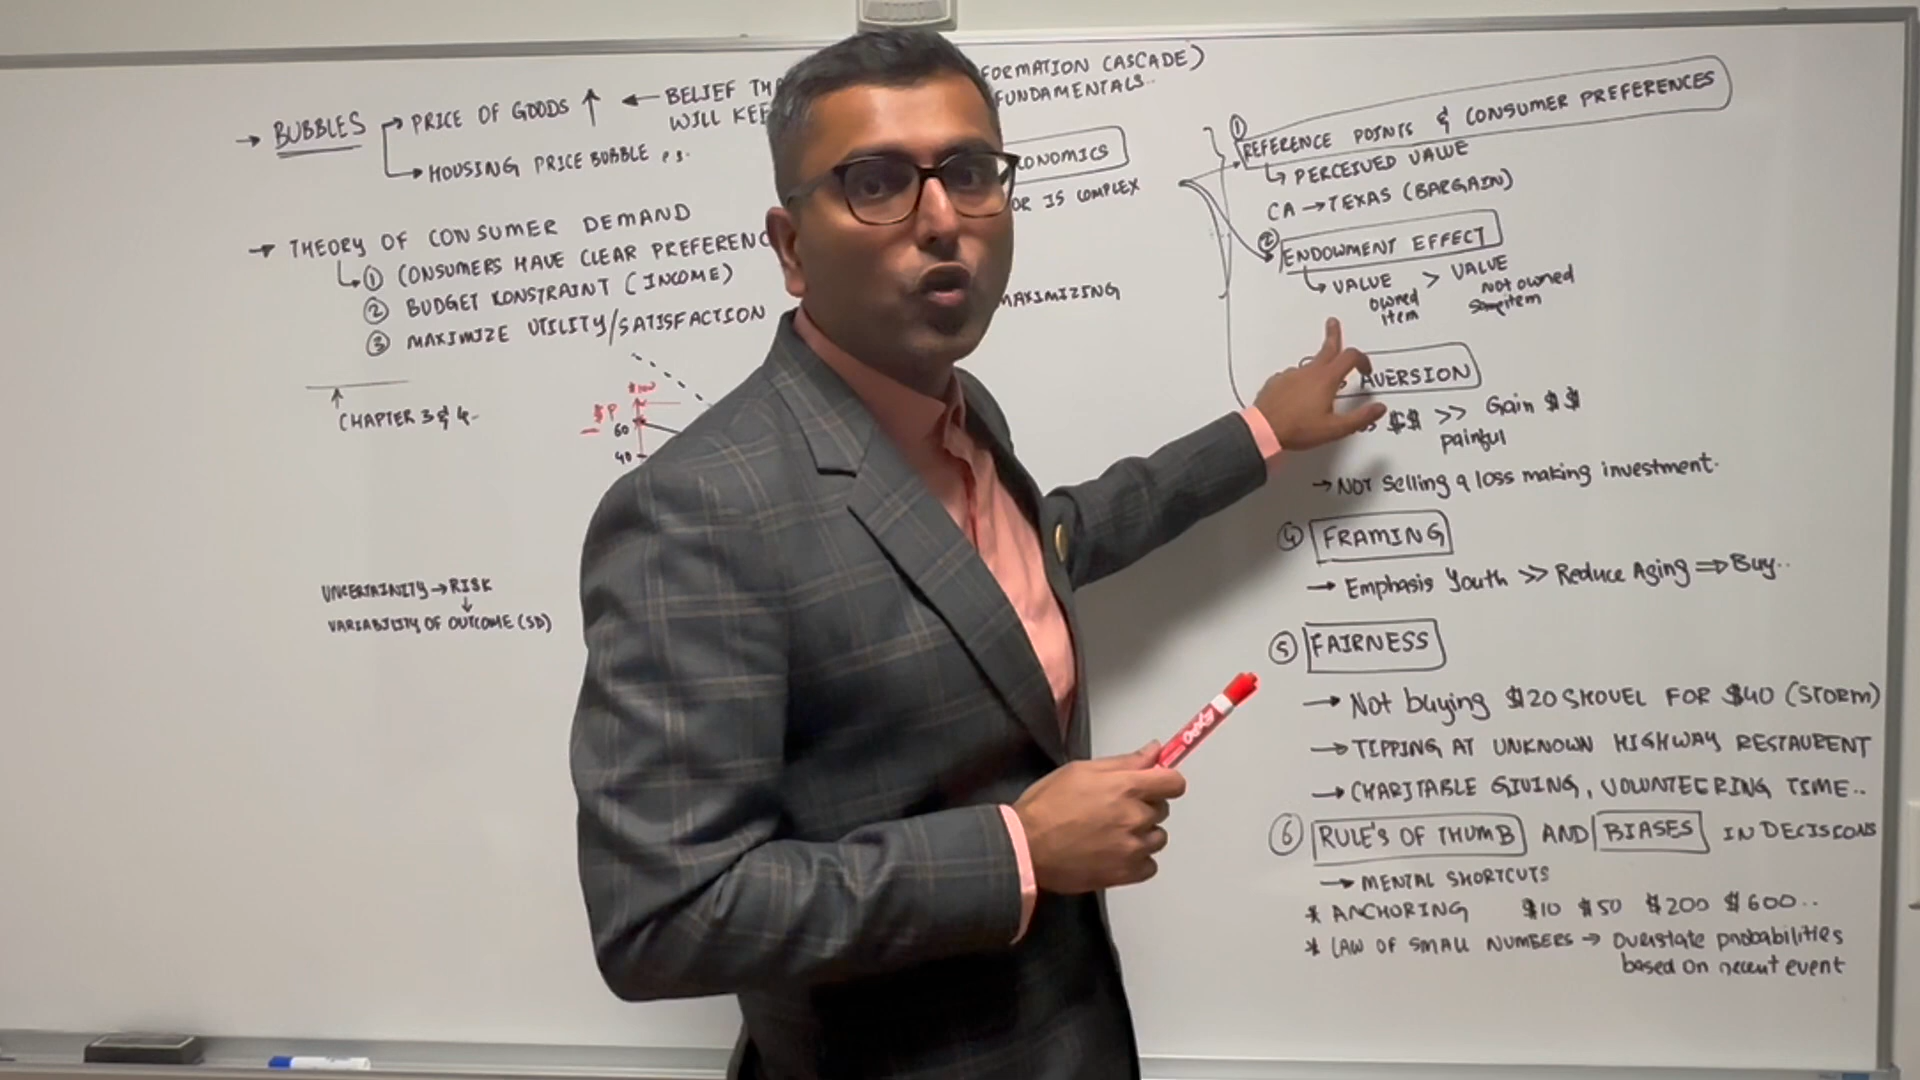 → BUBBLES → PRICE OF GOODS ↑ ← BELIEF
WILL
FORMATION CASCADE)
FUNDAMENTALS..
→ HOUSING PRICE BUBBLE
→ THEORY OF CONSUMER DEMAND
① CONSUMERS HAVE CLEAR
② BUDGET KONSTRAINT (INCOME)
③ MAXIMIZE UTILITY/SATISFACTION
ONOMICS
IS COMPLEX
MAXIMIZING
↑
CHAPTER 3 & 4-
$100
$P
60
40
UNCERTAINITY → RISK
↓
VARIABILITY OF OUTCOME (SD)
① REFERENCE POINTS & CONSUMER PREFERENCES
↳ PERCEIVED VALUE
CA → TEXAS (BARGAIN)
② ENDOWMENT EFFECT
↳ VALUE owned item > VALUE Not owned item
AVERSION
$$ >> Gain $$
painful
→ NOT Selling a loss making investment.
④ FRAMING
→ Emphasis Youth >> Reduce Aging ⇒ Buy..
⑤ FAIRNESS
→ Not buying $20 SHOVEL FOR $40 (STORM)
→ TIPPING AT UNKNOWN HIGHWAY RESTAURENT
→ CHARITABLE GIVING, VOLUNTEERING TIME..
⑥ RULE'S OF THUMB AND BIASES IN DECISIONS
→ MENTAL SHORTCUTS
* ANCHORING $10 $50 $200 $600..
* LAW OF SMALL NUMBERS → Overstate probabilities
based on recent event
EXPO